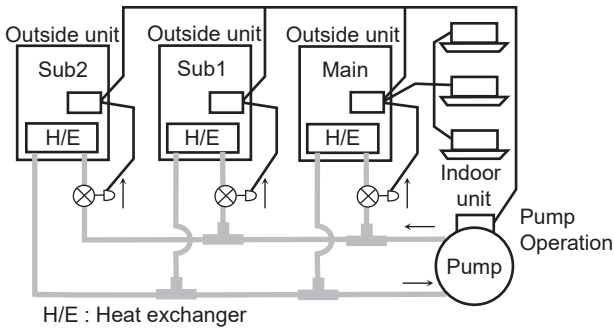 Outside unit
Outside unit
Outside unit
Sub2
Sub1
Main
H/E
H/E
H/E
Indoor
unit
Pump
Operation
Pump
H/E : Heat exchanger